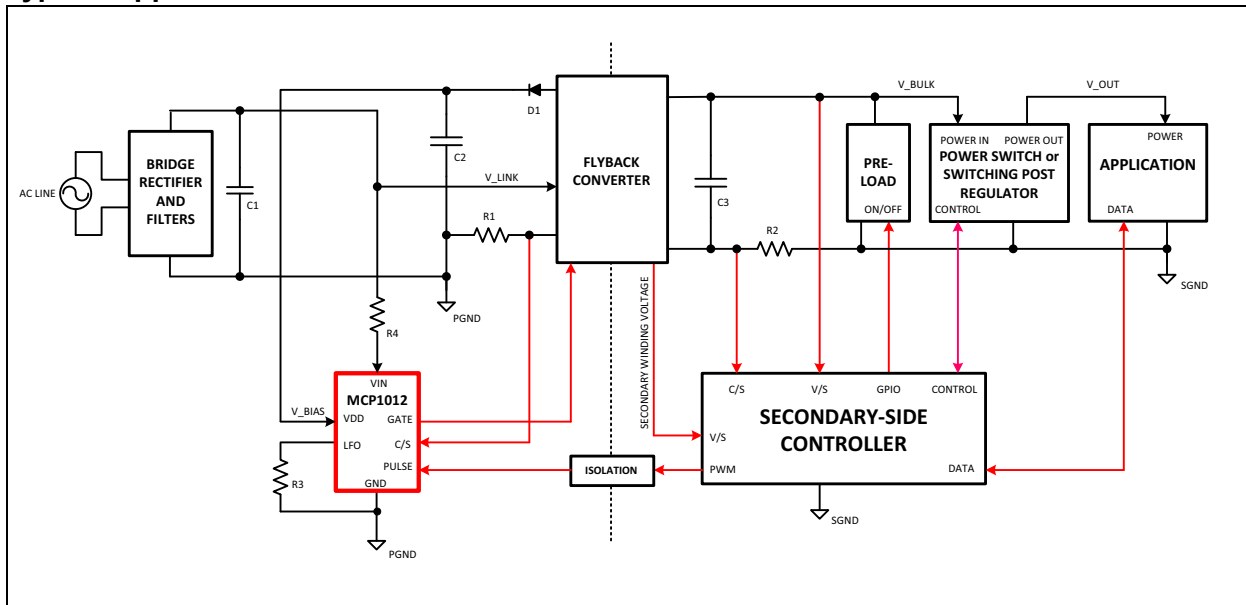 V_BULK
V_OUT
D1
POWER IN
POWER OUT
POWER
BRIDGE
RECTIFIER
AND
FILTERS
C2
FLYBACK
CONVERTER
PRE-
LOAD
POWER SWITCH or
SWITCHING POST
REGULATOR
APPLICATION
AC LINE
C1
V_LINK
C3
ON/OFF
CONTROL
DATA
R1
R2
SGND
PGND
R4
SECONDARY WINDING VOLTAGE
VIN
MCP1012
V_BIAS
VDD
GATE
LFO
C/S
PULSE
GND
R3
ISOLATION
C/S
V/S
GPIO
CONTROL
SECONDARY-SIDE
CONTROLLER
V/S
PWM
DATA
SGND
PGND